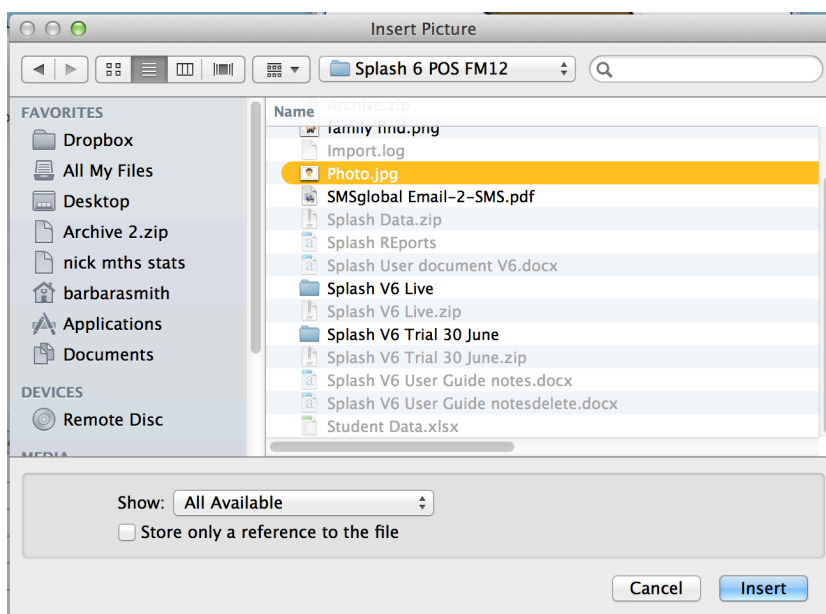 Insert Picture
Splash 6 POS FM12
FAVORITES
Dropbox
All My Files
Desktop
Archive 2.zip
nick mths stats
barbarasmith
Applications
Documents
DEVICES
Remote Disc
MEDIA
Name
Archive.zip
family find.png
Import.log
Photo.jpg
SMSglobal Email-2-SMS.pdf
Splash Data.zip
Splash REports
Splash User document V6.docx
Splash V6 Live
Splash V6 Live.zip
Splash V6 Trial 30 June
Splash V6 Trial 30 June.zip
Splash V6 User Guide notes.docx
Splash V6 User Guide notesdelete.docx
Student Data.xlsx
Show: All Available
Store only a reference to the file
Cancel Insert